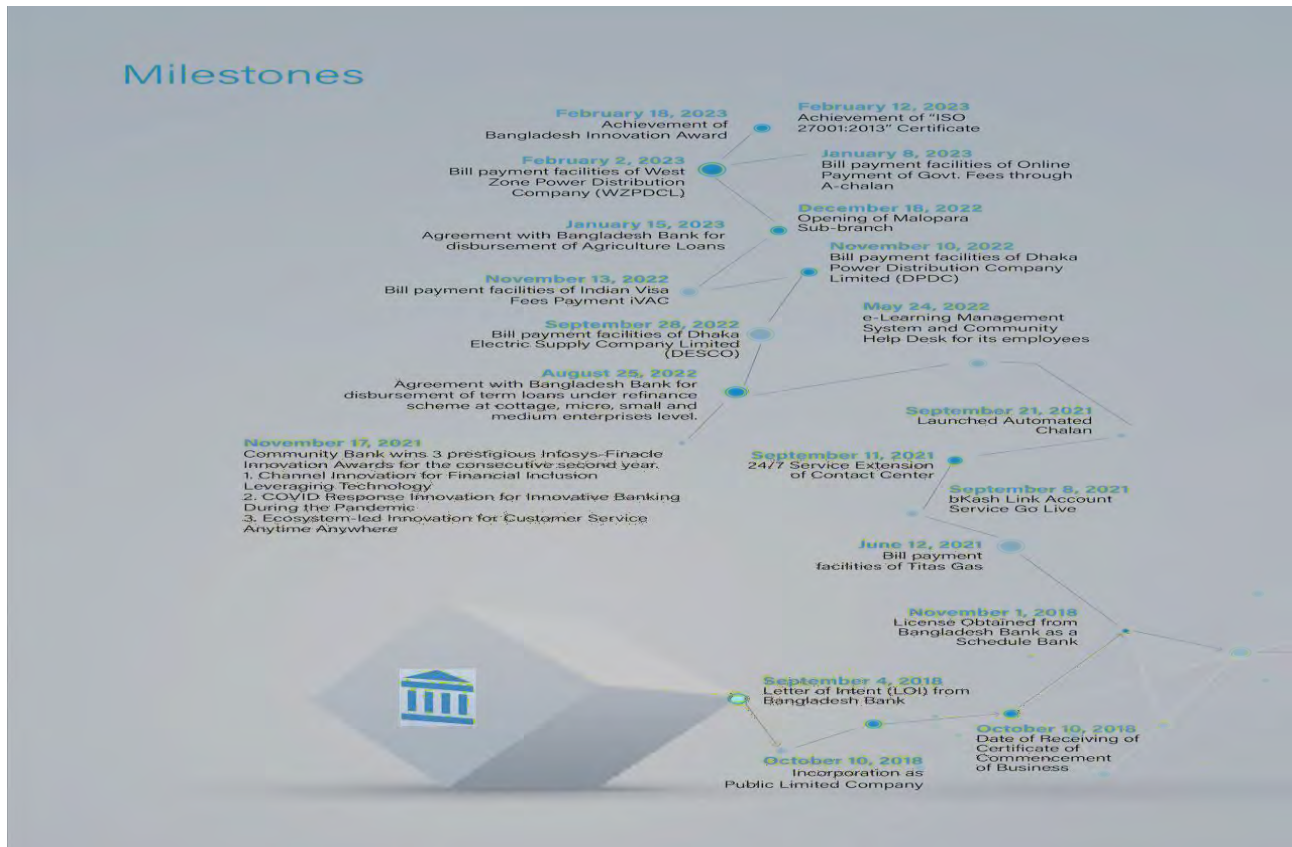 Milestones
February 18, 2023
Achievement of
Bangladesh Innovation Award
February 12, 2023
Achievement of "ISO
27001:2013" Certificate
February 2, 2023
Bill payment facilities of West
Zone Power Distribution
Company (WZPDCL)
January 8, 2023
Bill payment facilities of Online
Payment of Govt. Fees through
A-chalan
January 15, 2023
Agreement with Bangladesh Bank for
disbursement of Agriculture Loans
December 18, 2022
Opening of Malopara
Sub-branch
November 13, 2022
Bill payment facilities of Indian Visa
Fees Payment iVAC
November 10, 2022
Bill payment facilities of Dhaka
Power Distribution Company
Limited (DPDC)
September 28, 2022
Bill payment facilities of Dhaka
Electric Supply Company Limited
(DESCO)
May 24, 2022
e-Learning Management
System and Community
Help Desk for its employees
August 25, 2022
Agreement with Bangladesh Bank for
disbursement of term loans under refinance
scheme at cottage, micro, small and
medium enterprises level.
September 21, 2021
Launched Automated
Chalan
November 17, 2021
Community Bank wins 3 prestigious Infosys-Finacle
Innovation Awards for the consecutive second year.
1. Channel Innovation for Financial Inclusion
Leveraging Technology
2. COVID Response Innovation for Innovative Banking
During the Pandemic
3. Ecosystem-led Innovation for Customer Service
Anytime Anywhere
September 11, 2021
24/7 Service Extension
of Contact Center
September 8, 2021
bKash Link Account
Service Go Live
June 12, 2021
Bill payment
facilities of Titas Gas
November 1, 2018
License Obtained from
Bangladesh Bank as a
Schedule Bank
September 4, 2018
Letter of Intent (LOI) from
Bangladesh Bank
October 10, 2018
Date of Receiving of
Certificate of
Commencement
of Business
October 10, 2018
Incorporation as
Public Limited Company